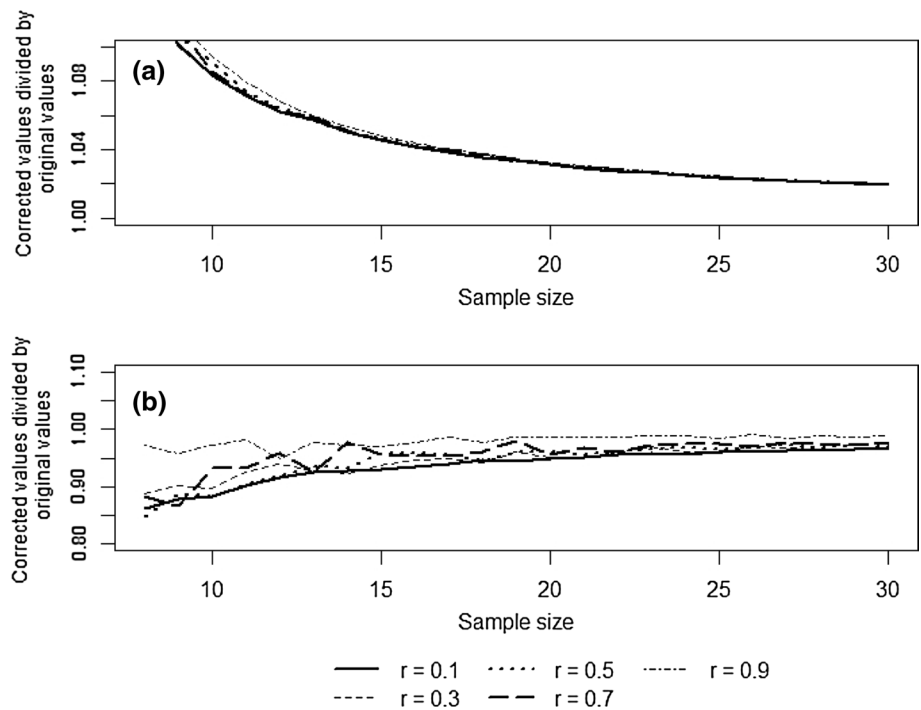 Corrected values divided by
original values
(a)
1.08
1.04
1.00
10 15 20 25 30
Sample size
Corrected values divided by
original values
(b)
1.10
1.00
0.90
0.80
10 15 20 25 30
Sample size
r = 0.1 r = 0.5 r = 0.9
r = 0.3 r = 0.7